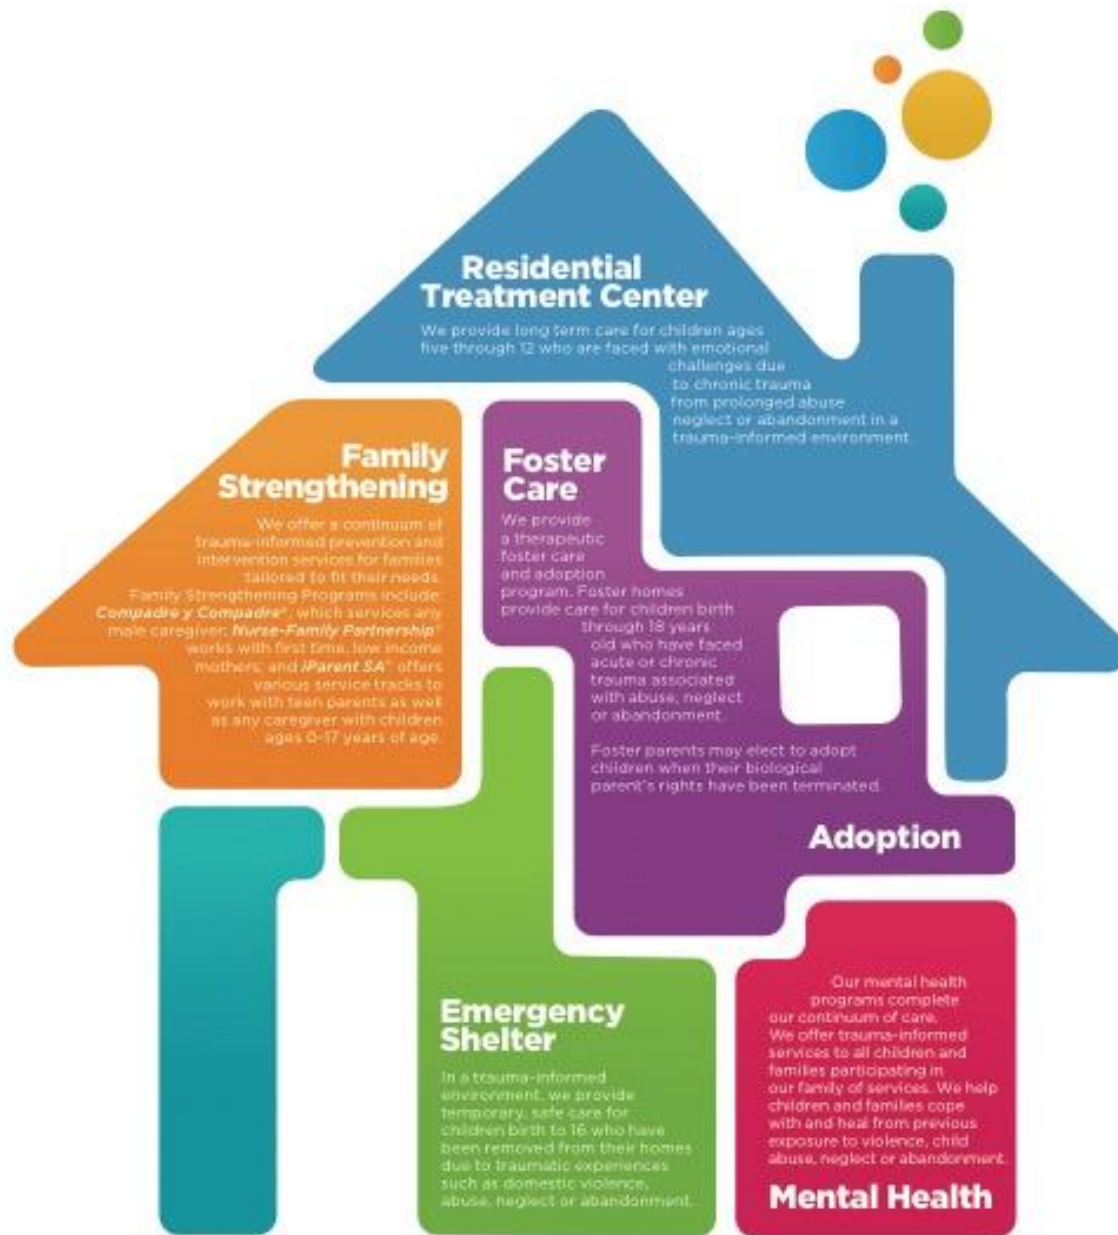 Residential
Treatment Center
We provide long term care for children ages
five through 12 who are faced with emotional
challenges due
to chronic trauma
from prolonged abuse
neglect or abandonment in a
trauma-informed environment.
Family
Strengthening
We offer a continuum of
trauma-informed prevention and
intervention services for families
tailored to fit their needs.
Family Strengthening Programs include:
Compadre y Compadre®, which services any
male caregiver; Nurse-Family Partnership®
works with first time, low income
mothers; and iParent SA® offers
various service tracks to
work with teen parents as well
as any caregiver with children
ages 0-17 years of age.
Foster
Care
We provide
a therapeutic
foster care
and adoption
program. Foster homes
provide care for children birth
through 18 years
old who have faced
acute or chronic
trauma associated
with abuse, neglect
or abandonment.
Foster parents may elect to adopt
children when their biological
parent's rights have been terminated.
Adoption
Emergency
Shelter
In a trauma-informed
environment, we provide
temporary, safe care for
children birth to 16 who have
been removed from their homes
due to traumatic experiences
such as domestic violence,
abuse, neglect or abandonment.
Our mental health
programs complete
our continuum of care.
We offer trauma-informed
services to all children and
families participating in
our family of services. We help
children and families cope
with and heal from previous
exposure to violence, child
abuse, neglect or abandonment.
Mental Health